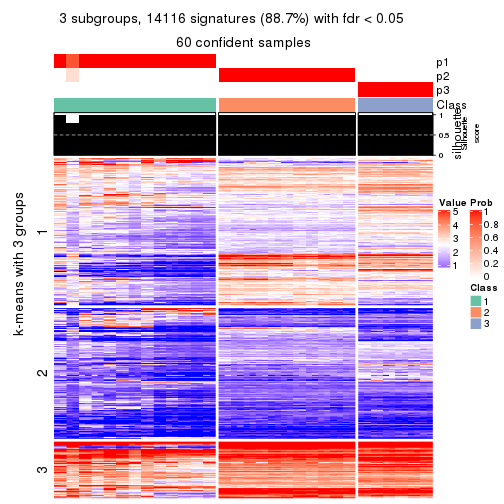 3 subgroups, 14116 signatures (88.7%) with fdr < 0.05
60 confident samples
p1
p2
p3
Class
silhouette
Silhouette
score
1
0.5
0
k-means with 3 groups
1
2
3
Value
5
4
3
2
1
Prob
1
0.8
0.6
0.4
0.2
0
Class
1
2
3